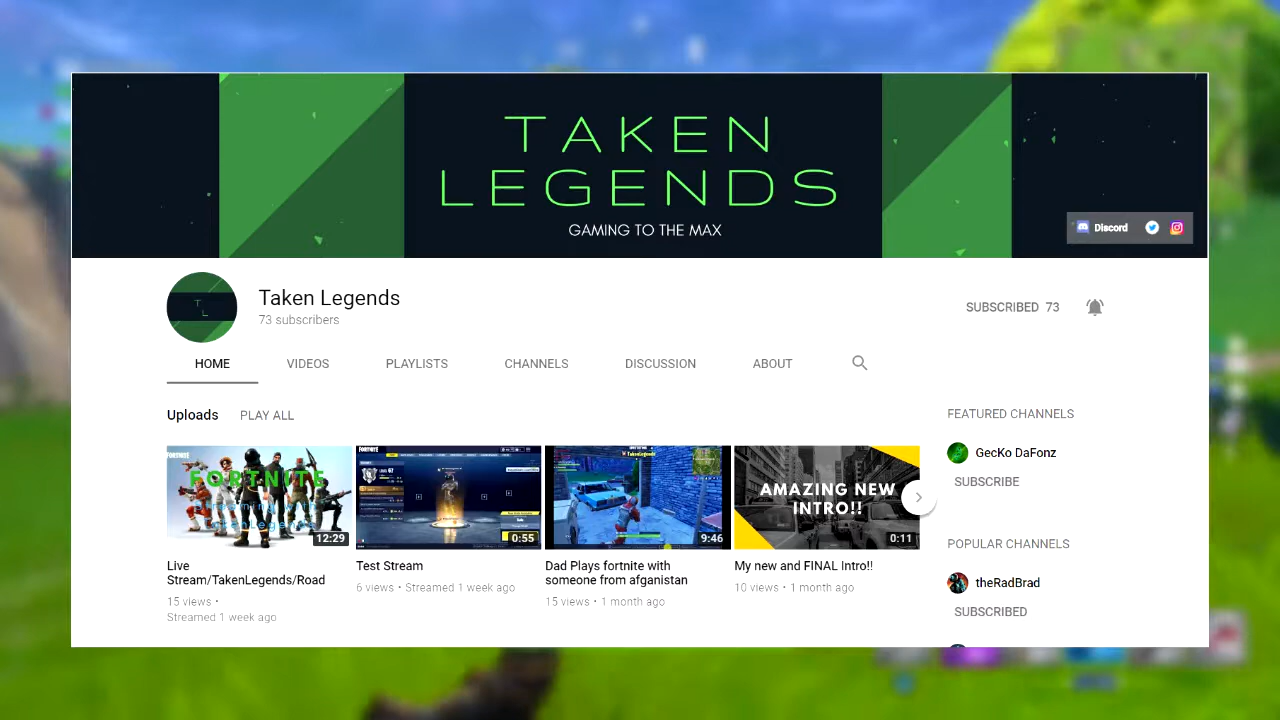 TAKEN
LEGENDS
GAMING TO THE MAX
Discord
Taken Legends
73 subscribers
SUBSCRIBED 73
HOME
VIDEOS
PLAYLISTS
CHANNELS
DISCUSSION
ABOUT
Uploads
PLAY ALL
FORTNITE
12:29
Live
Stream/TakenLegends/Road
15 views •
Streamed 1 week ago
FORTNITE
0:55
Test Stream
6 views • Streamed 1 week ago
TakenLegends
9:46
Dad Plays fortnite with
someone from afganistan
15 views • 1 month ago
AMAZING NEW
INTRO!!
0:11
My new and FINAL Intro!!
10 views • 1 month ago
FEATURED CHANNELS
GecKo DaFonz
SUBSCRIBE
POPULAR CHANNELS
theRadBrad
SUBSCRIBED